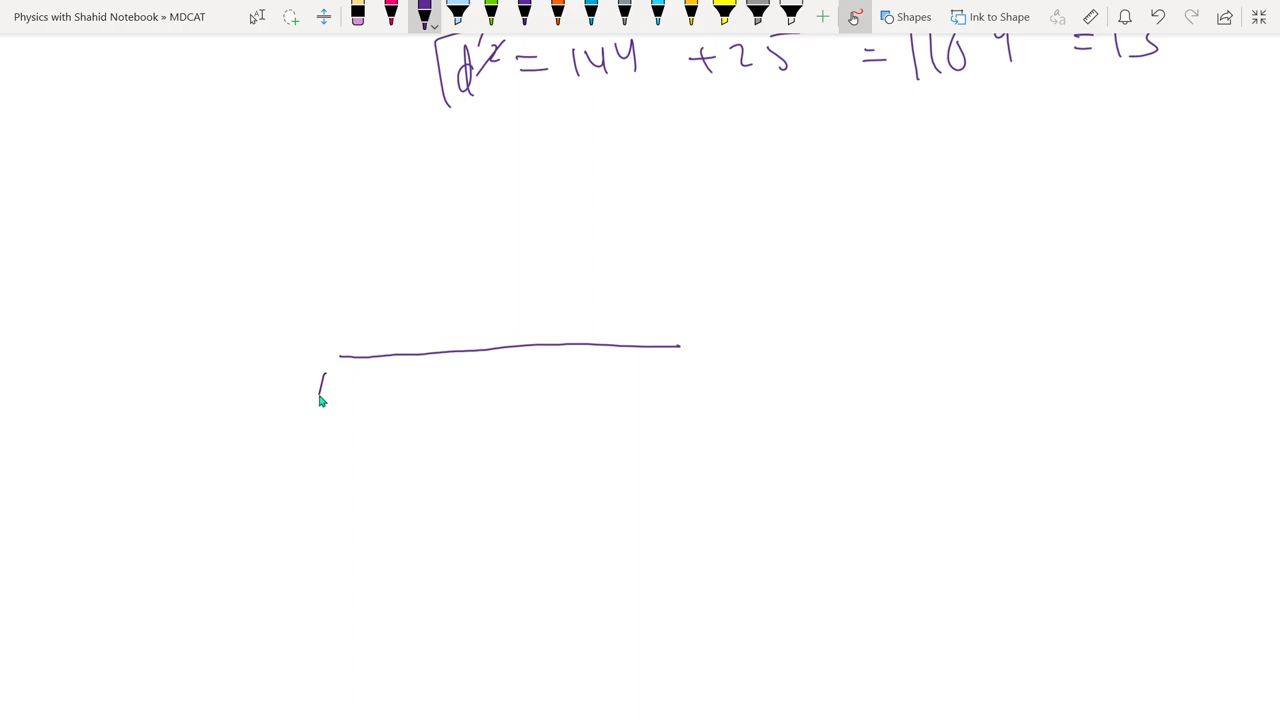 Physics with Shahid Notebook » MDCAT
Shapes
Ink to Shape
√d² = 144 + 25 = √169 = 13